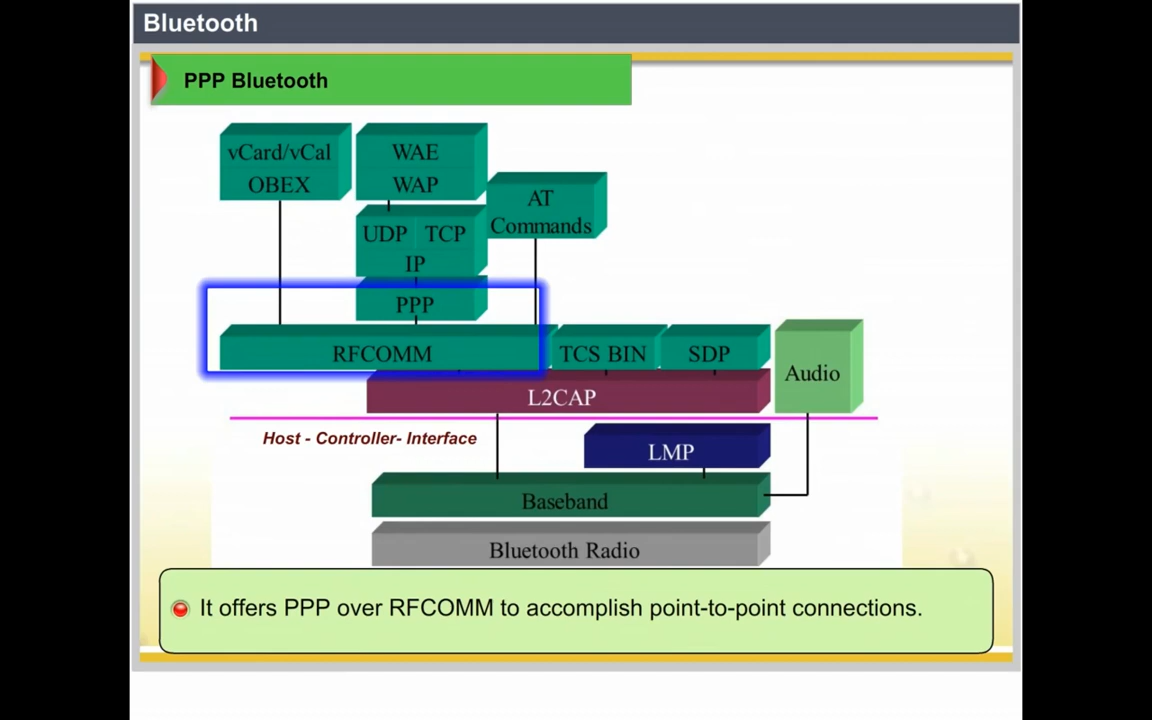 Bluetooth
PPP Bluetooth
vCard/vCal
OBEX
WAE
WAP
AT
Commands
UDP TCP
IP
PPP
RFCOMM
TCS BIN
SDP
Audio
L2CAP
Host - Controller- Interface
LMP
Baseband
Bluetooth Radio
It offers PPP over RFCOMM to accomplish point-to-point connections.